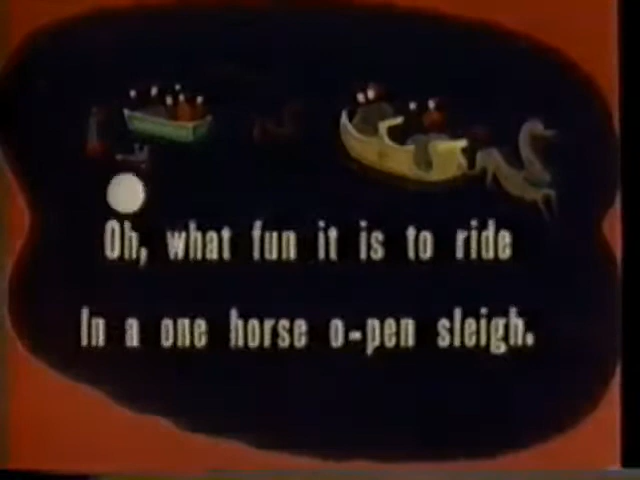 Oh, what fun it is to ride
In a one horse o-pen sleigh.